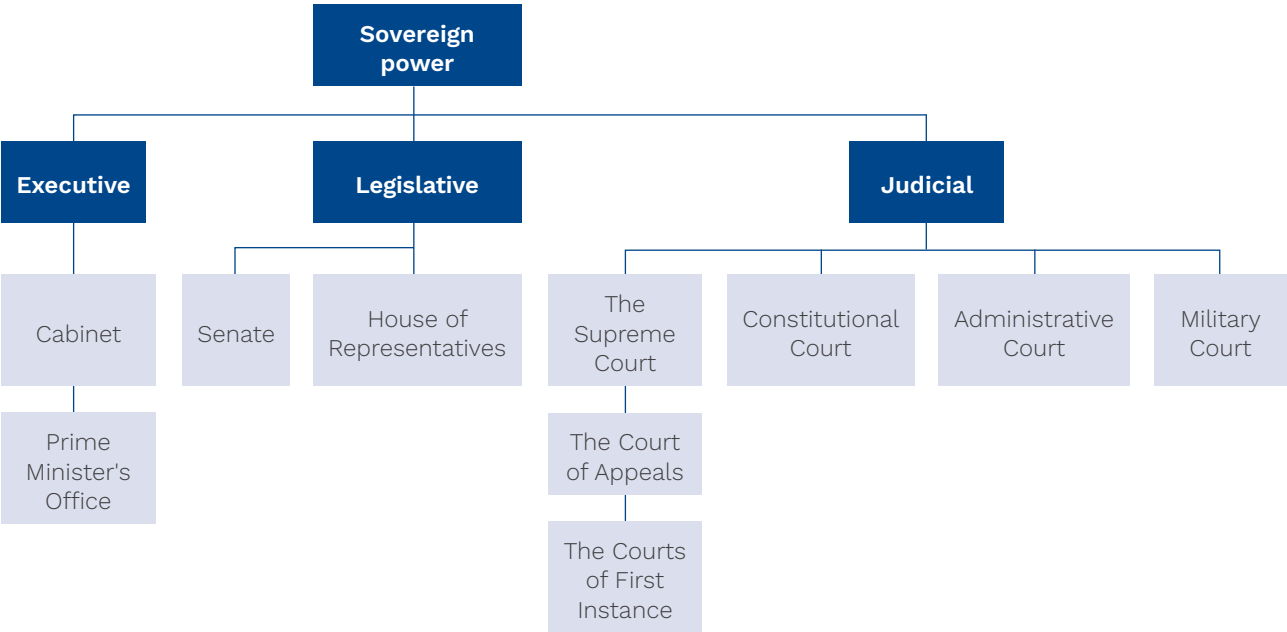 Sovereign
power
Executive
Legislative
Judicial
Cabinet
Senate
House of
Representatives
The
Supreme
Court
Constitutional
Court
Administrative
Court
Military
Court
Prime
Minister's
Office
The Court
of Appeals
The Courts
of First
Instance